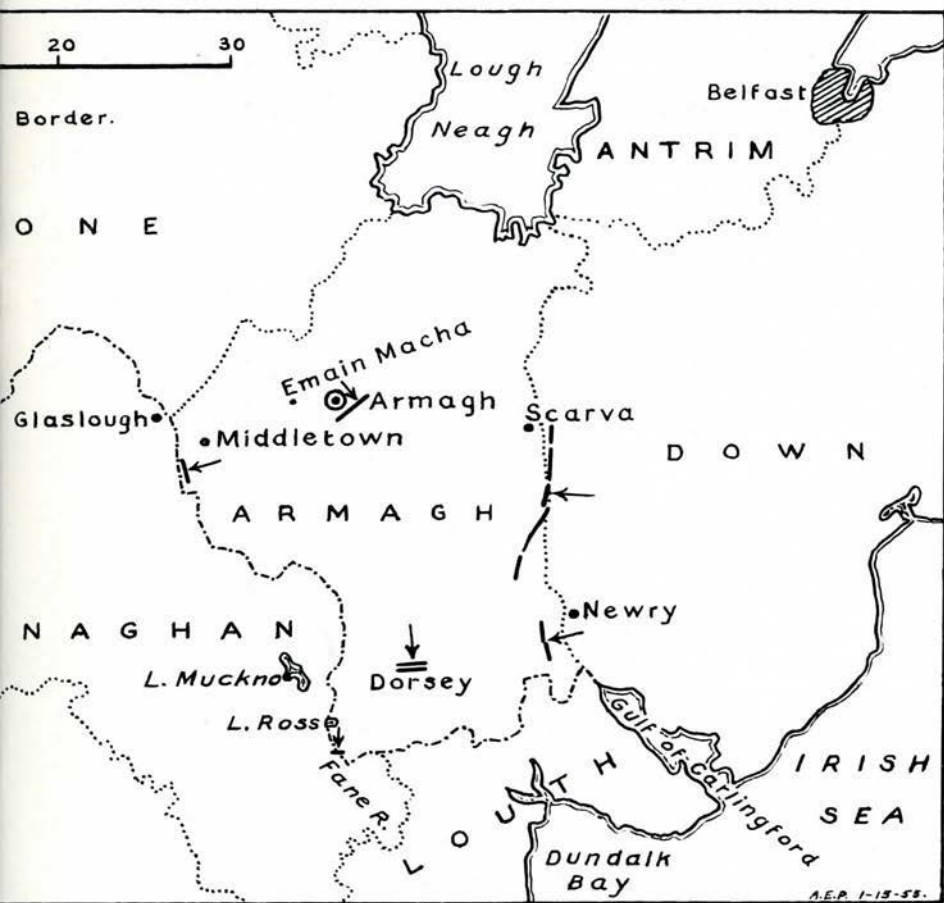 20 30
Border.
Lough
Neagh
Belfast
ANTRIM
ONE
Emain Macha
Armagh
Glaslough
Middletown
Scarva
DOWN
ARMAGH
Newry
NAGHAN
L. Muckno
Dorsey
L. Ross
Fane R.
Gulf of Carlingford
LOUTH
IRISH
SEA
Dundalk
Bay
A.E.P. 1-15-55.